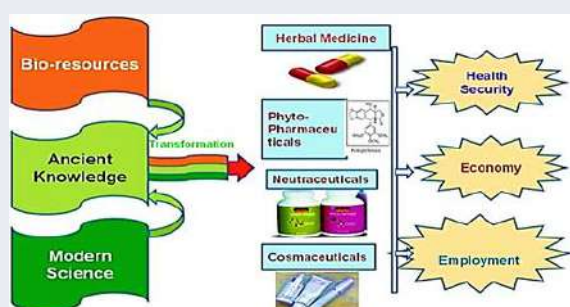 Bio-resources
Ancient
Knowledge
Modern
Science
Transformation
Herbal Medicine
Phyto-
Pharmaceu
ticals
Neutraceuticals
Cosmaceuticals
Health
Security
Economy
Employment